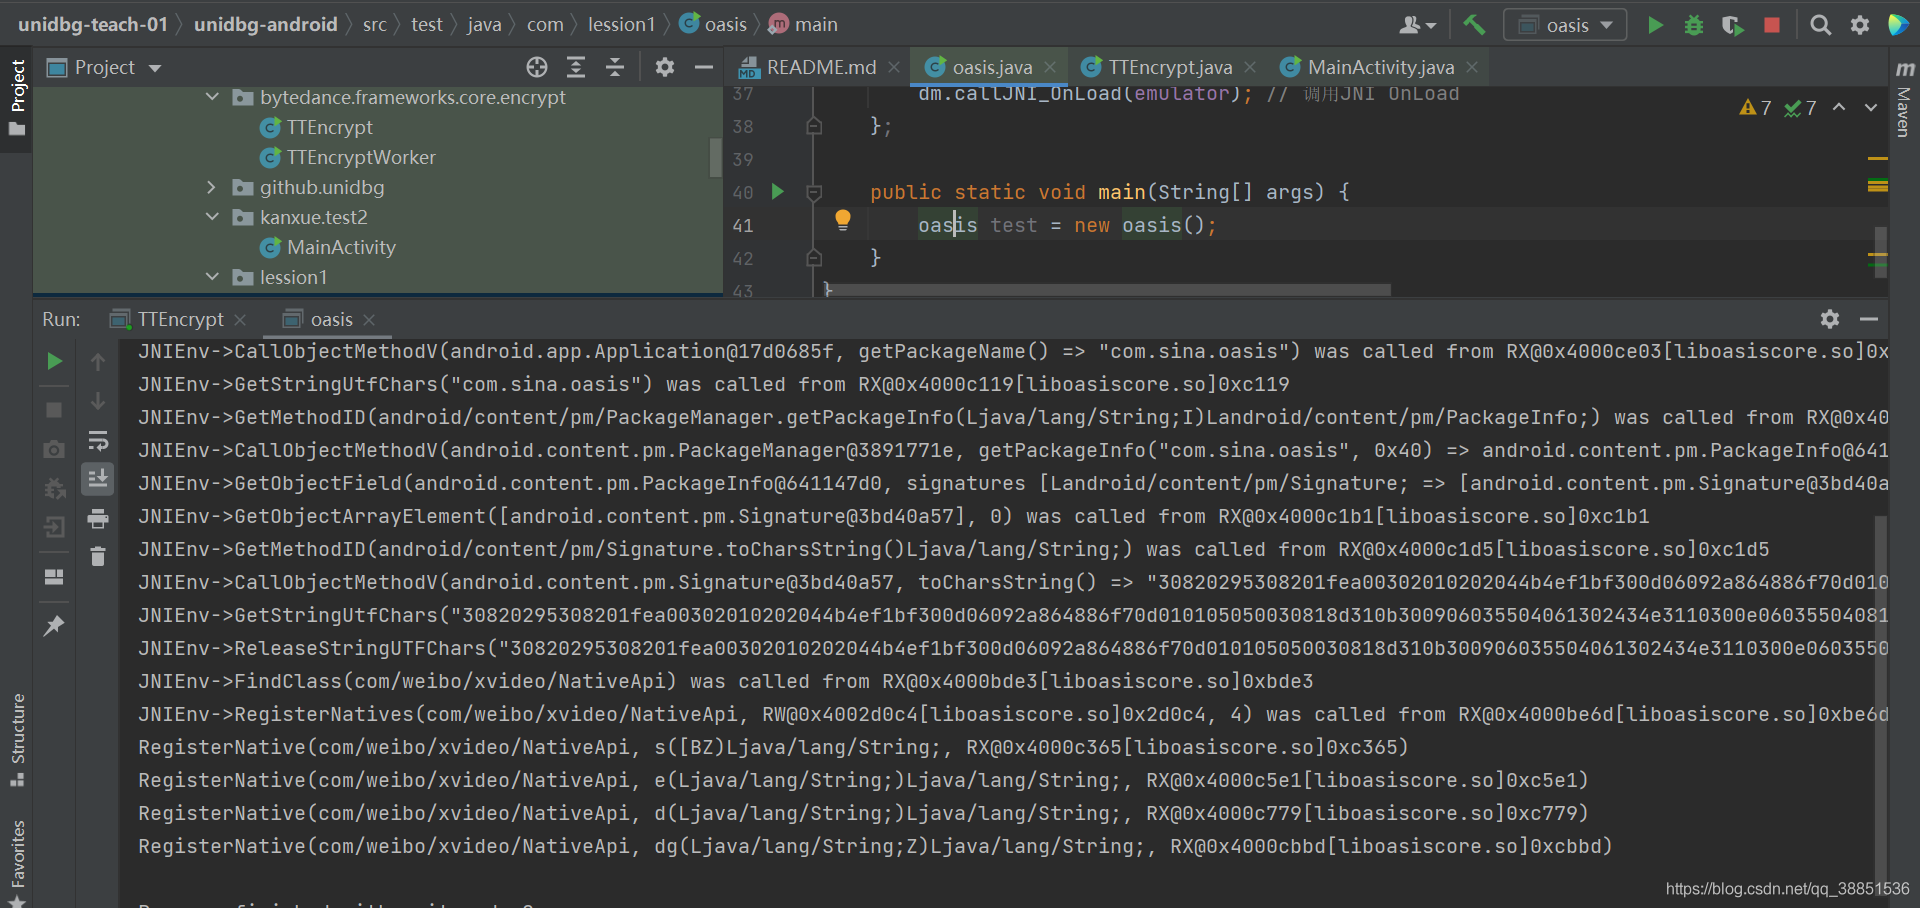 unidbg-teach-01 unidbg-android src test java com lession1 oasis main
oasis
Project
Project
README.md oasis.java TTEncrypt.java MainActivity.java
Maven
bytedance.frameworks.core.encrypt
TTEncrypt
TTEncryptWorker
github.unidbg
kanxue.test2
MainActivity
lession1
37 dm.callJNI_OnLoad(emulator); // 调用JNI OnLoad
7 7
38 };
39
40 public static void main(String[] args) {
41 oasis test = new oasis();
42 }
43 }
Run: TTEncrypt oasis
JNIEnv->CallObjectMethodV(android.app.Application@17d0685f, getPackageName() => "com.sina.oasis") was called from RX@0x4000ce03[liboasiscore.so]0x
JNIEnv->GetStringUtfChars("com.sina.oasis") was called from RX@0x4000c119[liboasiscore.so]0xc119
JNIEnv->GetMethodID(android/content/pm/PackageManager.getPackageInfo(Ljava/lang/String;I)Landroid/content/pm/PackageInfo;) was called from RX@0x40
JNIEnv->CallObjectMethodV(android.content.pm.PackageManager@3891771e, getPackageInfo("com.sina.oasis", 0x40) => android.content.pm.PackageInfo@641
JNIEnv->GetObjectField(android.content.pm.PackageInfo@641147d0, signatures [Landroid/content/pm/Signature; => [android.content.pm.Signature@3bd40a
JNIEnv->GetObjectArrayElement([android.content.pm.Signature@3bd40a57], 0) was called from RX@0x4000c1b1[liboasiscore.so]0xc1b1
JNIEnv->GetMethodID(android/content/pm/Signature.toCharsString()Ljava/lang/String;) was called from RX@0x4000c1d5[liboasiscore.so]0xc1d5
JNIEnv->CallObjectMethodV(android.content.pm.Signature@3bd40a57, toCharsString() => "30820295308201fea00302010202044b4ef1bf300d06092a864886f70d010
JNIEnv->GetStringUtfChars("30820295308201fea00302010202044b4ef1bf300d06092a864886f70d010105050030818d310b300906035504061302434e3110300e06035504081
JNIEnv->ReleaseStringUTFChars("30820295308201fea00302010202044b4ef1bf300d06092a864886f70d010105050030818d310b300906035504061302434e3110300e0603550
JNIEnv->FindClass(com/weibo/xvideo/NativeApi) was called from RX@0x4000bde3[liboasiscore.so]0xbde3
JNIEnv->RegisterNatives(com/weibo/xvideo/NativeApi, RW@0x4002d0c4[liboasiscore.so]0x2d0c4, 4) was called from RX@0x4000be6d[liboasiscore.so]0xbe6d
RegisterNative(com/weibo/xvideo/NativeApi, s([BZ)Ljava/lang/String;, RX@0x4000c365[liboasiscore.so]0xc365)
RegisterNative(com/weibo/xvideo/NativeApi, e(Ljava/lang/String;)Ljava/lang/String;, RX@0x4000c5e1[liboasiscore.so]0xc5e1)
RegisterNative(com/weibo/xvideo/NativeApi, d(Ljava/lang/String;)Ljava/lang/String;, RX@0x4000c779[liboasiscore.so]0xc779)
RegisterNative(com/weibo/xvideo/NativeApi, dg(Ljava/lang/String;Z)Ljava/lang/String;, RX@0x4000cbbd[liboasiscore.so]0xcbbd)
Structure
Favorites
https://blog.csdn.net/qq_38851536